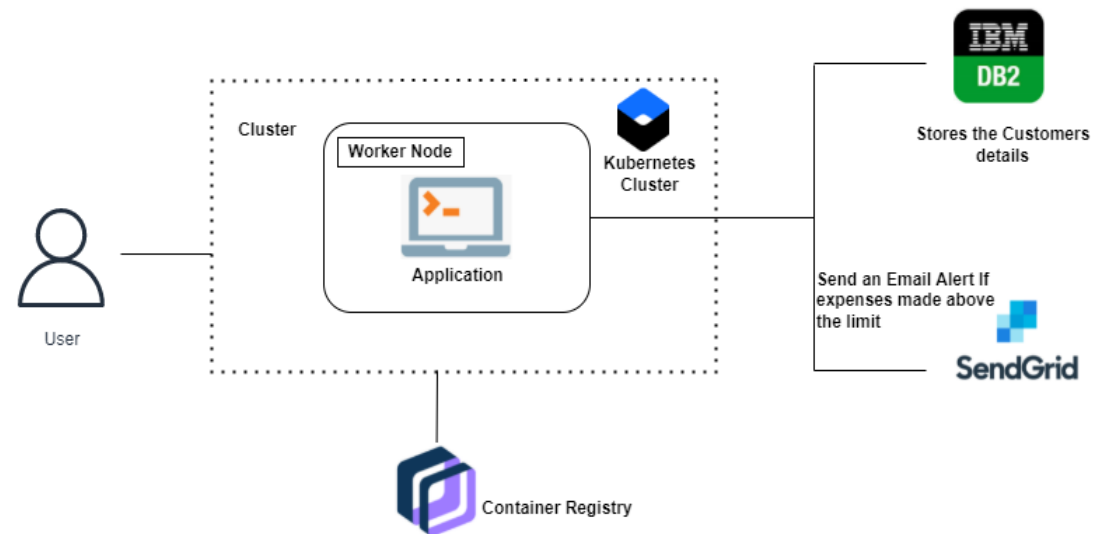 IBM
DB2
Stores the Customers
details
Cluster
Worker Node
Kubernetes
Cluster
Application
User
Send an Email Alert If
expenses made above
the limit
SendGrid
Container Registry